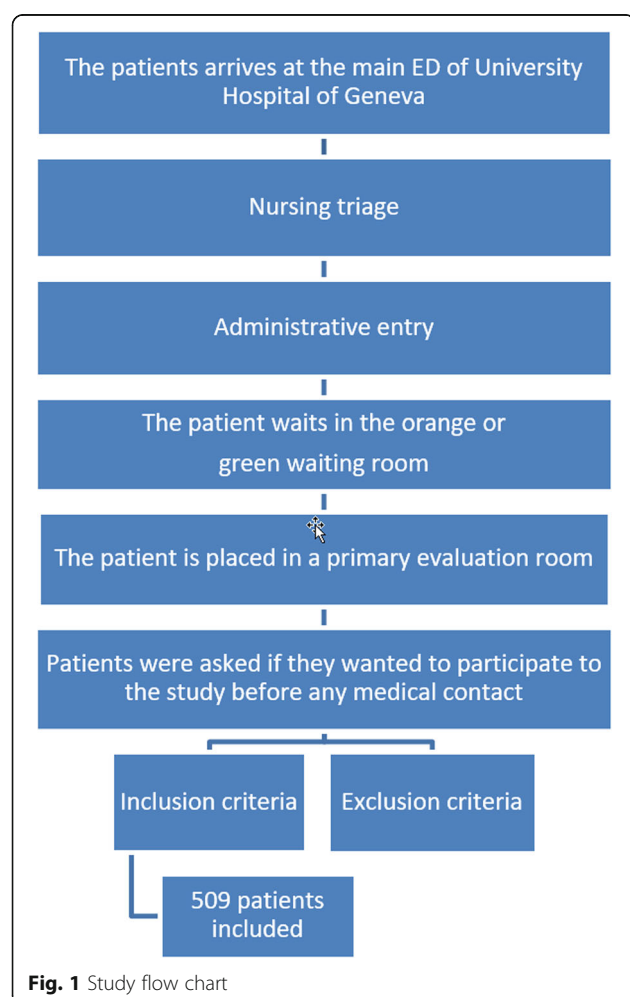 The patients arrives at the main ED of University
Hospital of Geneva
Nursing triage
Administrative entry
The patient waits in the orange or
green waiting room
The patient is placed in a primary evaluation room
Patients were asked if they wanted to participate to
the study before any medical contact
Inclusion criteria
Exclusion criteria
509 patients
included
Fig. 1 Study flow chart